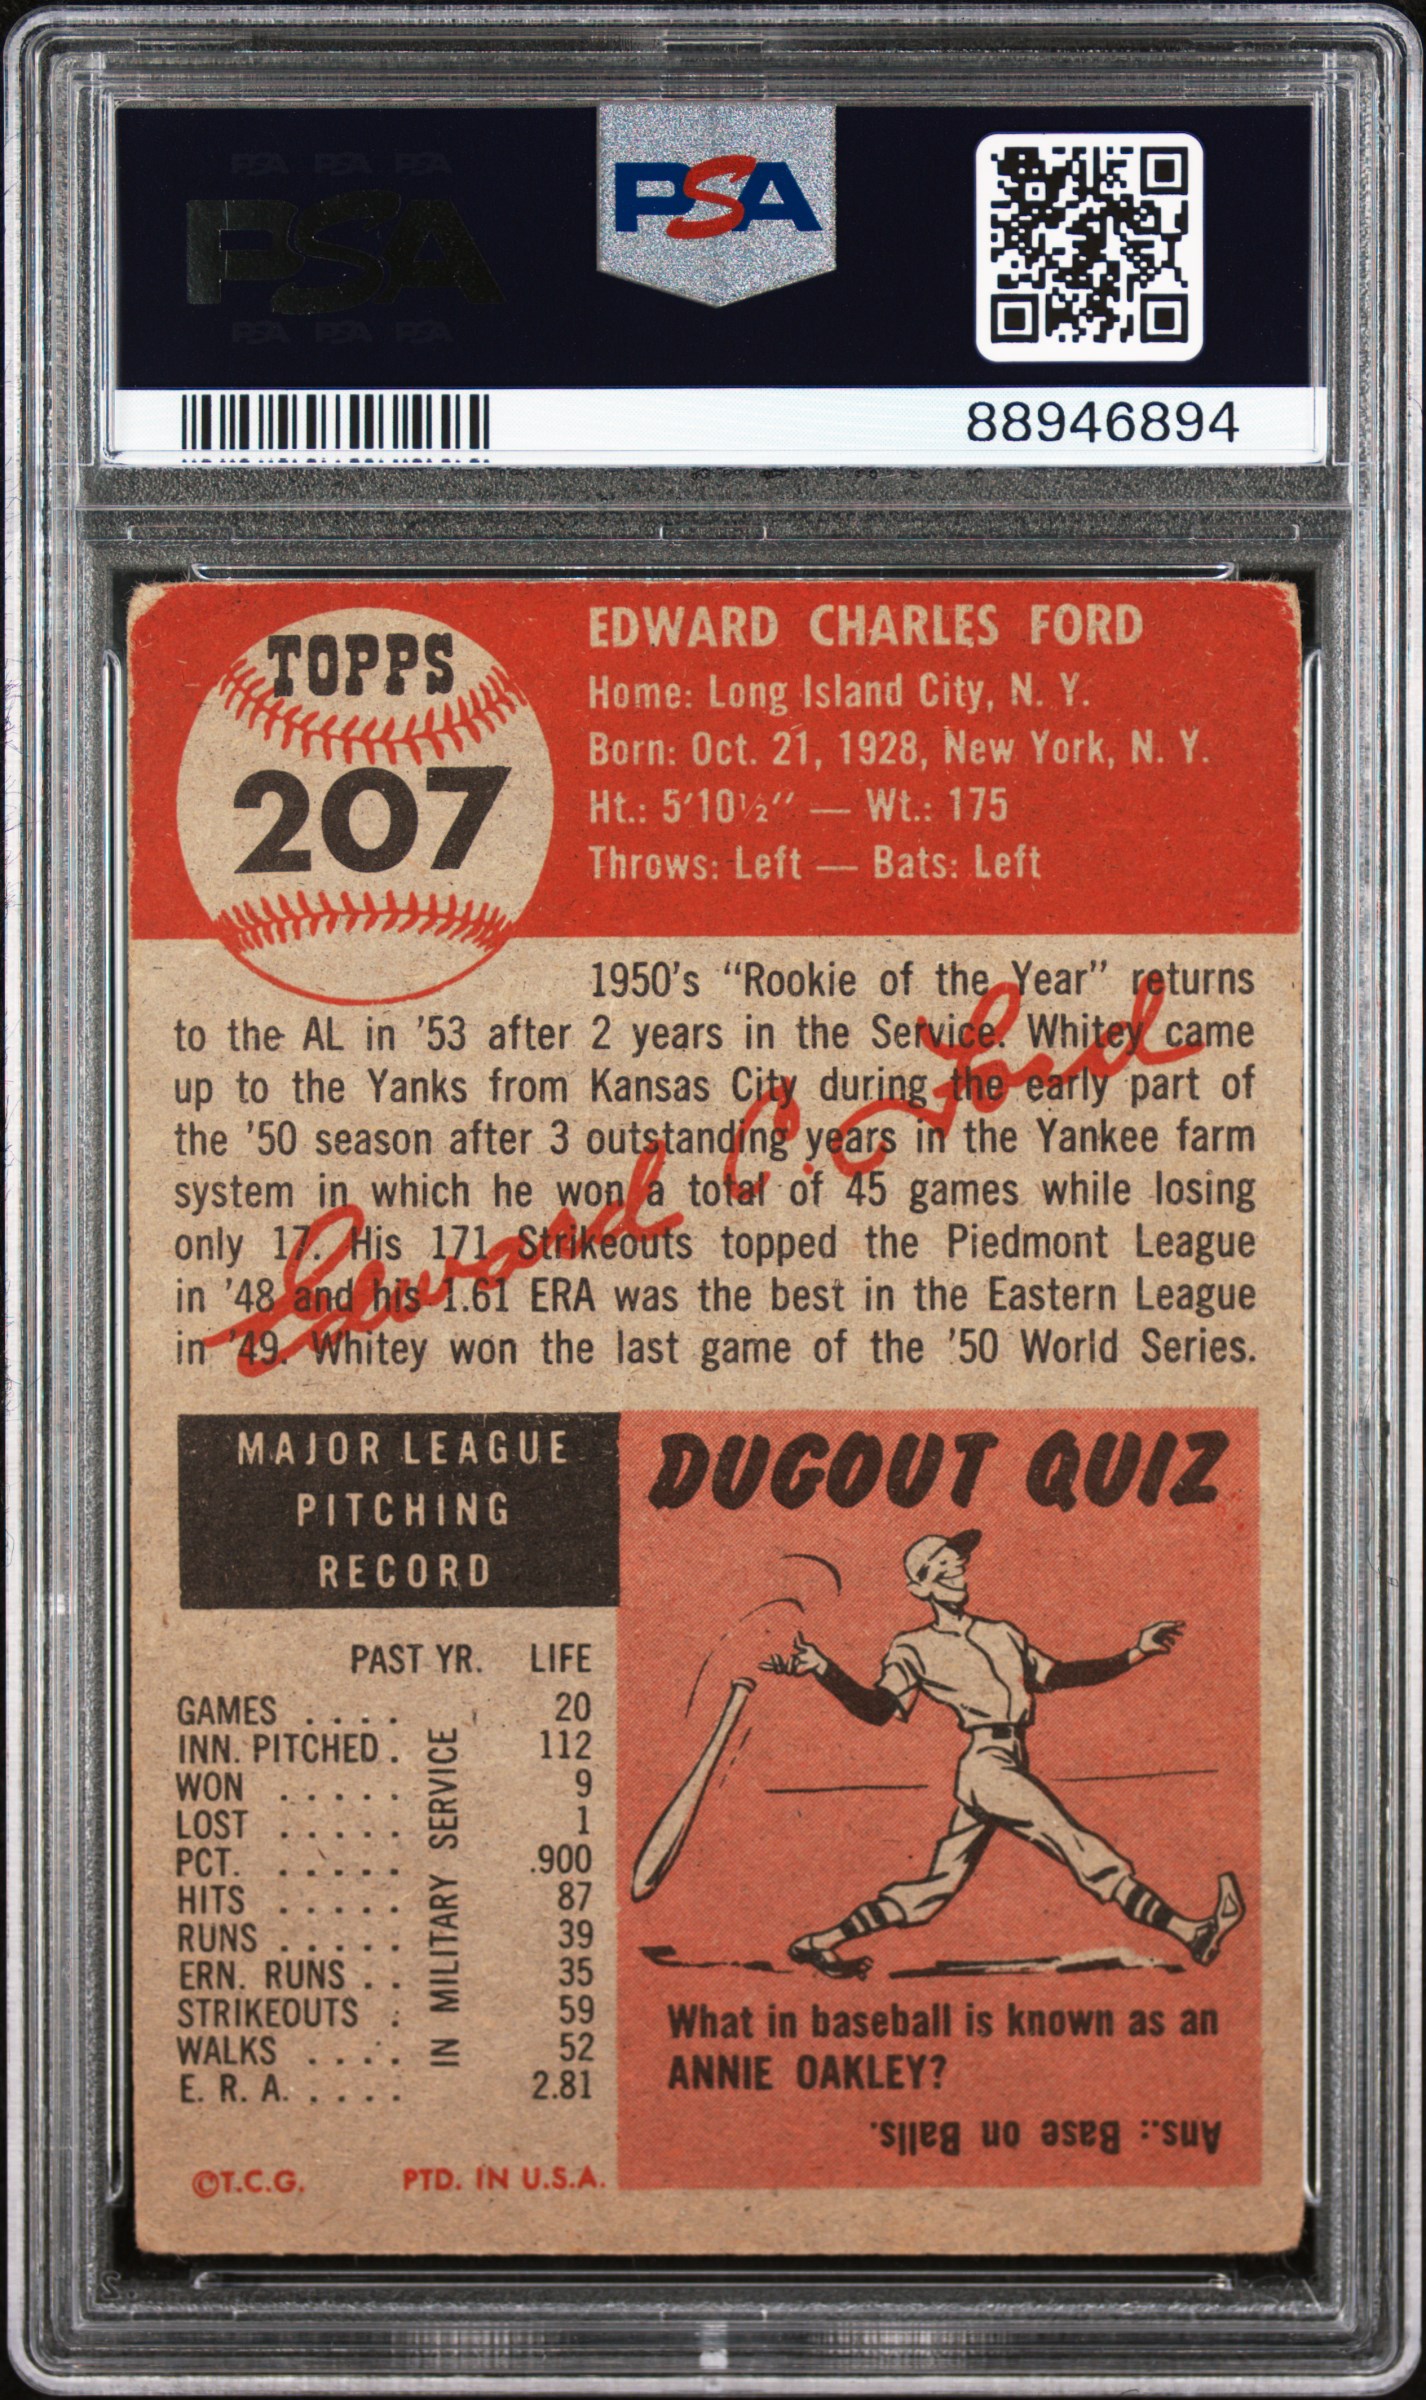 PSA PSA PSA
PSA
PSA PSA PSA
PSA
88946894
TOPPS
207
EDWARD CHARLES FORD
Home: Long Island City, N. Y.
Born: Oct. 21, 1928, New York, N. Y.
Ht.: 5'10½" — Wt.: 175
Throws: Left — Bats: Left
1950's "Rookie of the Year" returns
to the AL in '53 after 2 years in the Service. Whitey came
up to the Yanks from Kansas City during the early part of
the '50 season after 3 outstanding years in the Yankee farm
system in which he won a total of 45 games while losing
only 17. His 171 Strikeouts topped the Piedmont League
in '48 and his 1.61 ERA was the best in the Eastern League
in '49. Whitey won the last game of the '50 World Series.
Edward C. Ford
MAJOR LEAGUE
PITCHING
RECORD
PAST YR. LIFE
GAMES . . . . 20
INN. PITCHED . 112
WON . . . . . 9
LOST . . . . . 1
PCT. . . . . . .900
HITS . . . . . 87
RUNS . . . . . 39
ERN. RUNS . . 35
STRIKEOUTS . 59
WALKS . . . . 52
E. R. A. . . . . 2.81
IN MILITARY SERVICE
©T.C.G. PTD. IN U.S.A.
DUGOUT QUIZ
What in baseball is known as an
ANNIE OAKLEY?
Ans.: Base on Balls.